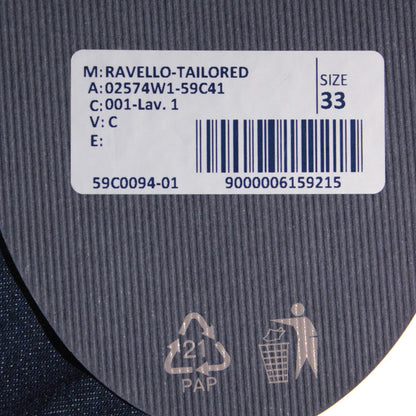 M: RAVELLO-TAILORED
A: 02574W1-59C41
C: 001-Lav. 1
V: C
E:
SIZE
33
59C0094-01
9000006159215
21
PAP